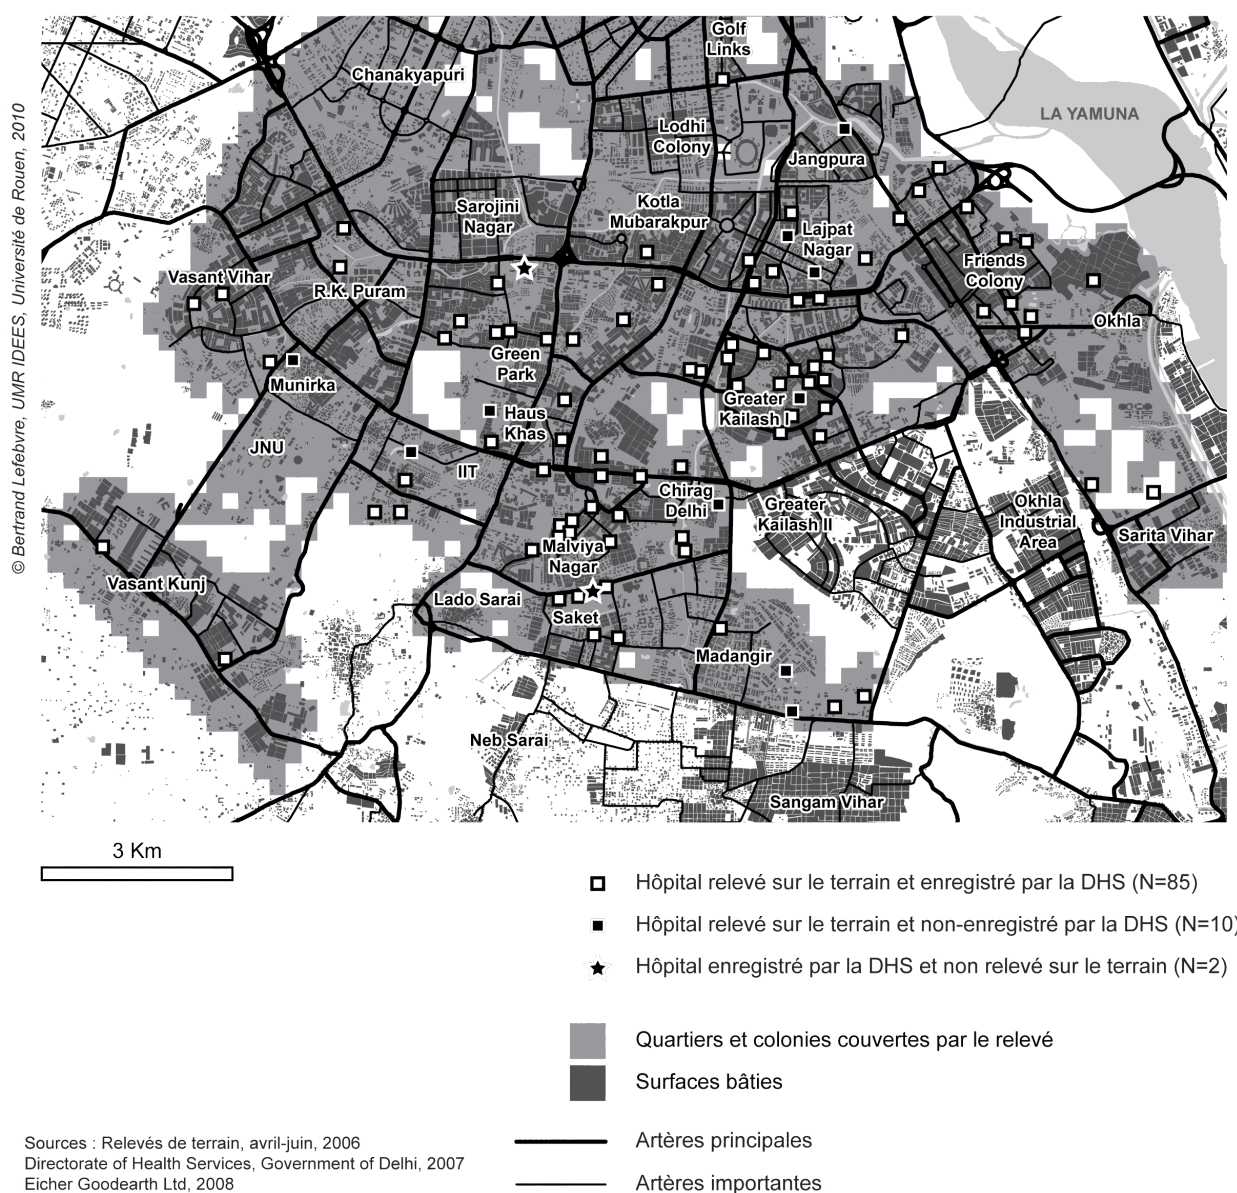 Golf
Links
Chanakyapuri
LA YAMUNA
Lodhi
Colony
Jangpura
Sarojini
Nagar
Kotla
Mubarakpur
Lajpat
Nagar
Vasant Vihar
R.K. Puram
Friends
Colony
Okhla
Green
Park
Munirka
Greater
Kailash I
Haus
Khas
JNU
IIT
Chirag
Delhi
Greater
Kailash II
Okhla
Industrial
Area
Sarita Vihar
Malviya
Nagar
Vasant Kunj
Lado Sarai
Saket
Madangir
Neb Sarai
Sangam Vihar
© Bertrand Lefebvre, UMR IDEES, Université de Rouen, 2010
3 Km
Hôpital relevé sur le terrain et enregistré par la DHS (N=85)
Hôpital relevé sur le terrain et non-enregistré par la DHS (N=10)
Hôpital enregistré par la DHS et non relevé sur le terrain (N=2)
Quartiers et colonies couvertes par le relevé
Surfaces bâties
Artères principales
Artères importantes
Sources : Relevés de terrain, avril-juin, 2006
Directorate of Health Services, Government of Delhi, 2007
Eicher Goodearth Ltd, 2008